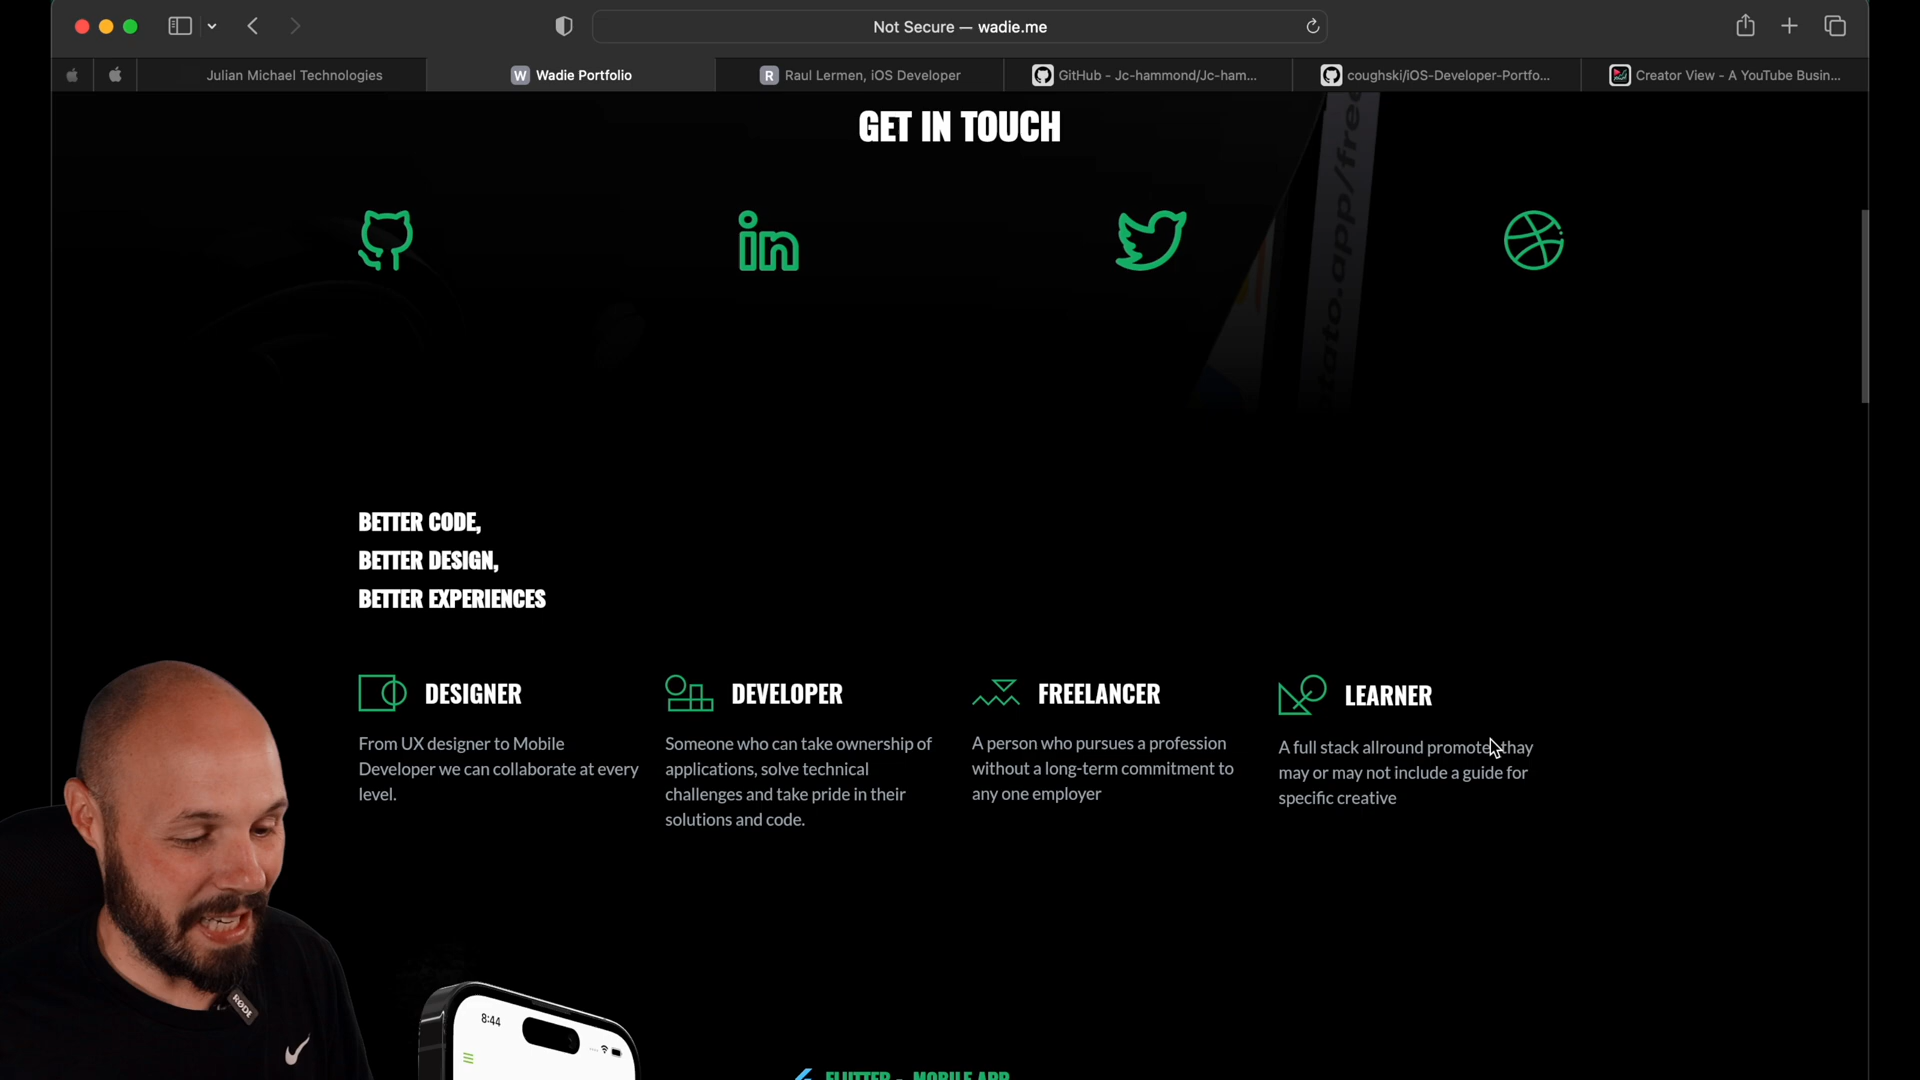 Not Secure — wadie.me
Julian Michael Technologies
W Wadie Portfolio
R Raul Lermen, iOS Developer
GitHub - Jc-hammond/Jc-ham...
coughski/iOS-Developer-Portfo...
Creator View - A YouTube Busin...
GET IN TOUCH
BETTER CODE,
BETTER DESIGN,
BETTER EXPERIENCES
DESIGNER
From UX designer to Mobile
Developer we can collaborate at every
level.
DEVELOPER
Someone who can take ownership of
applications, solve technical
challenges and take pride in their
solutions and code.
FREELANCER
A person who pursues a profession
without a long-term commitment to
any one employer
LEARNER
A full stack allround promoter thay
may or may not include a guide for
specific creative
RØDE
8:44
FLUTTER - MOBILE APP